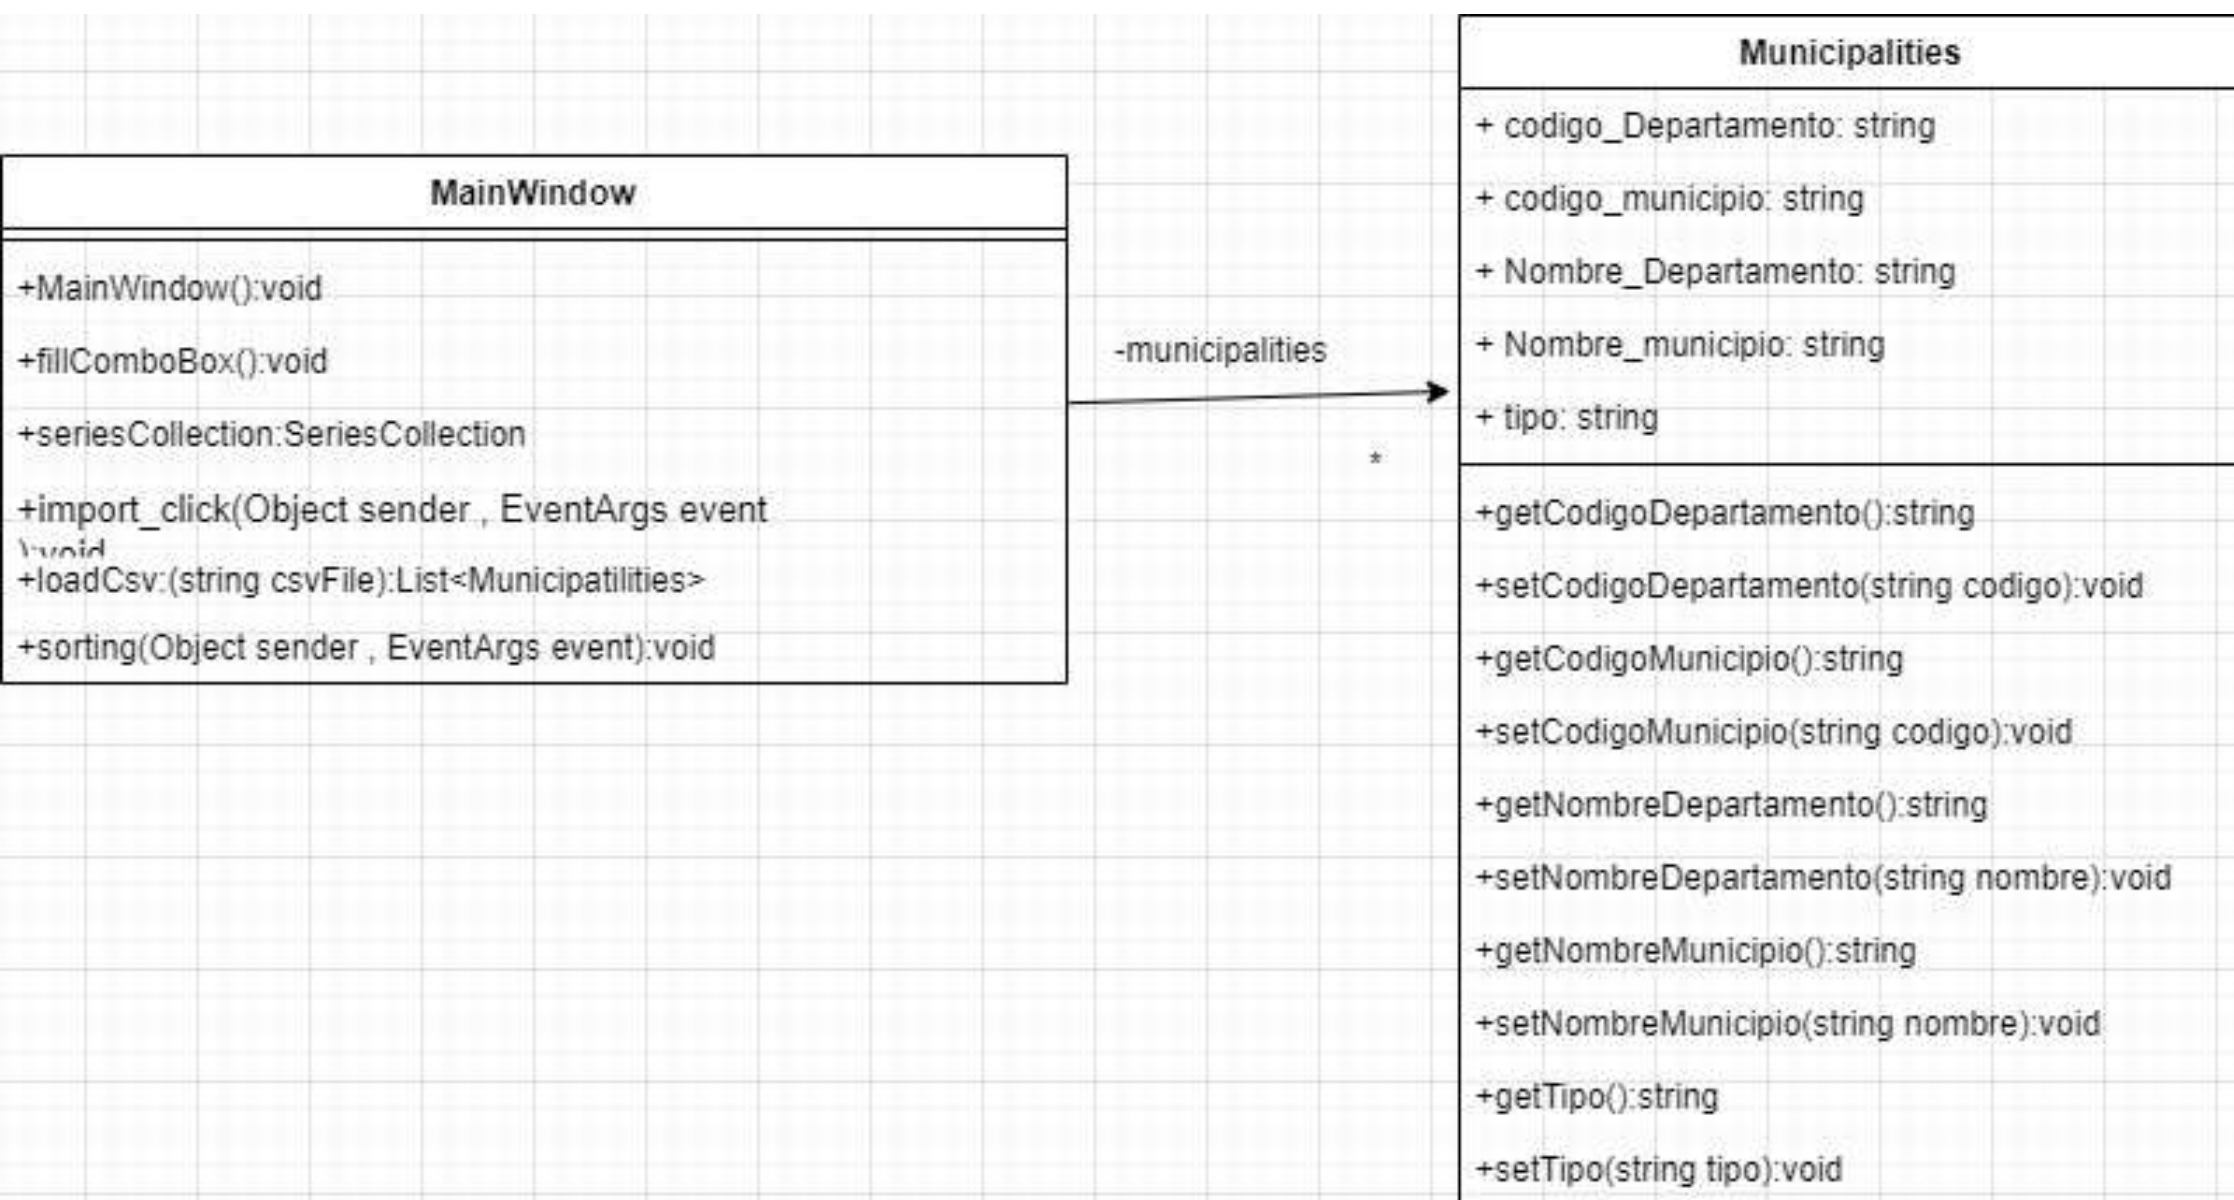 MainWindow
+MainWindow():void
+fillComboBox():void
+seriesCollection:SeriesCollection
+import_click(Object sender , EventArgs event
):void
+loadCsv:(string csvFile):List<Municipatilities>
+sorting(Object sender , EventArgs event):void
-municipalities
*
Municipalities
+ codigo_Departamento: string
+ codigo_municipio: string
+ Nombre_Departamento: string
+ Nombre_municipio: string
+ tipo: string
+getCodigoDepartamento():string
+setCodigoDepartamento(string codigo):void
+getCodigoMunicipio():string
+setCodigoMunicipio(string codigo):void
+getNombreDepartamento():string
+setNombreDepartamento(string nombre):void
+getNombreMunicipio():string
+setNombreMunicipio(string nombre):void
+getTipo():string
+setTipo(string tipo):void